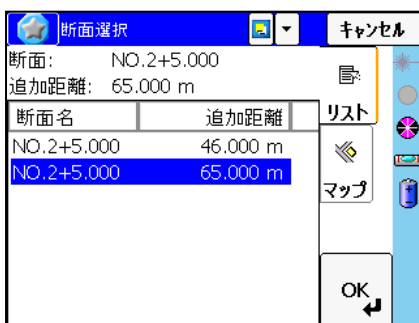 断面選択
キャンセル
断面: NO.2+5.000
追加距離: 65.000 m
リスト
断面名 追加距離
NO.2+5.000 46.000 m
NO.2+5.000 65.000 m
マップ
OK